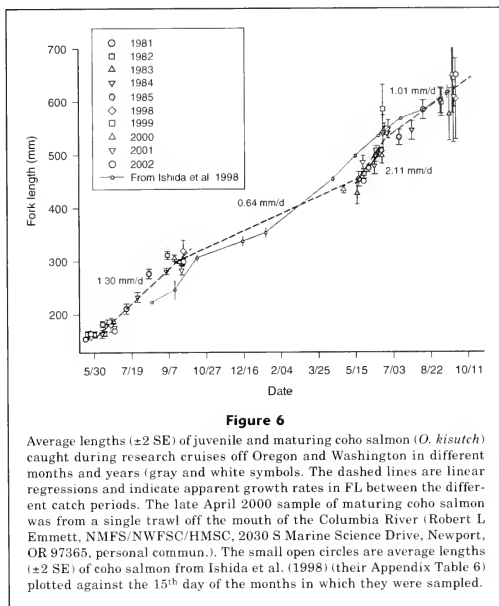 700
600
500
400
300
200
Fork length (mm)
1981
1982
1983
1984
1985
1998
1999
2000
2001
2002
From Ishida et al 1998
1.30 mm/d
0.64 mm/d
1.01 mm/d
2.11 mm/d
5/30
7/19
9/7
10/27
12/16
2/04
3/25
5/15
7/03
8/22
10/11
Date
Figure 6
Average lengths (±2 SE) of juvenile and maturing coho salmon (O. kisutch)
caught during research cruises off Oregon and Washington in different
months and years (gray and white symbols. The dashed lines are linear
regressions and indicate apparent growth rates in FL between the differ-
ent catch periods. The late April 2000 sample of maturing coho salmon
was from a single trawl off the mouth of the Columbia River (Robert L
Emmett, NMFS/NWFSC/HMSC, 2030 S Marine Science Drive, Newport,
OR 97365, personal commun.). The small open circles are average lengths
(±2 SE) of coho salmon from Ishida et al. (1998) (their Appendix Table 6)
plotted against the 15th day of the months in which they were sampled.